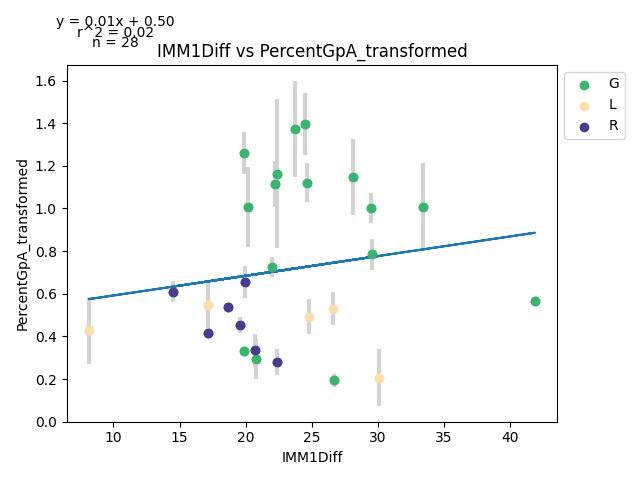 y = 0.01x + 0.50
r^2 = 0.02
n = 28
IMM1Diff vs PercentGpA_transformed
G
L
R
PercentGpA_transformed
1.6
1.4
1.2
1.0
0.8
0.6
0.4
0.2
0.0
10
15
20
25
30
35
40
IMM1Diff